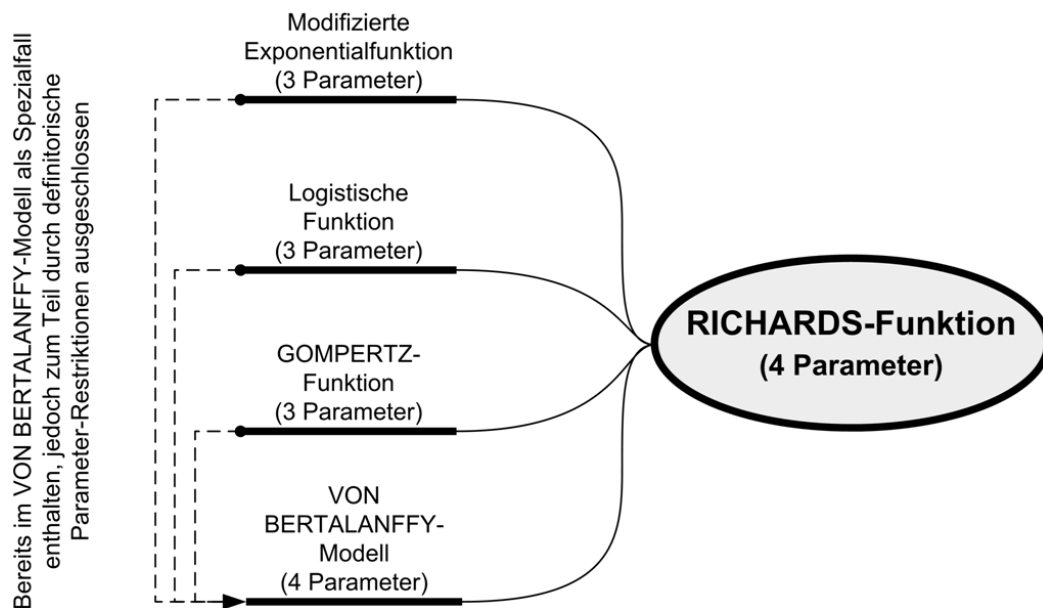 Bereits im VON BERTALANFFY-Modell als Spezialfall
enthalten, jedoch zum Teil durch definitorische
Parameter-Restriktionen ausgeschlossen
Modifizierte
Exponentialfunktion
(3 Parameter)
Logistische
Funktion
(3 Parameter)
GOMPERTZ-
Funktion
(3 Parameter)
VON
BERTALANFFY-
Modell
(4 Parameter)
RICHARDS-Funktion
(4 Parameter)